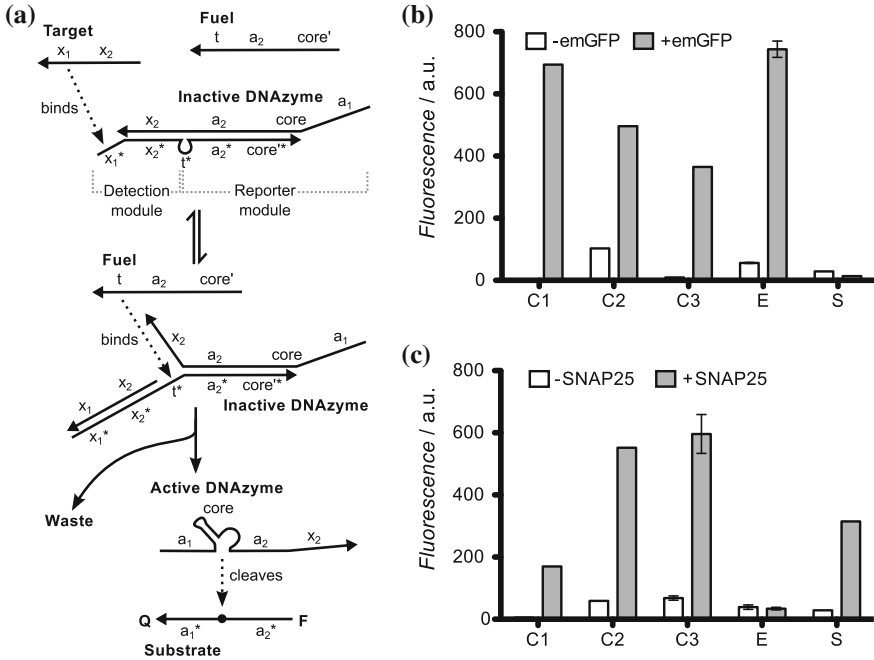 (a)
Target
x1 x2
Fuel
t a2 core'
binds
Inactive DNAzyme
a1
x2 a2 core
x1* x2* t* a2* core'*
Detection module
Reporter module
Fuel
t a2 core'
binds
x2
a2 core a1
x2
t* a2* core'*
x1 x2*
x1*
Inactive DNAzyme
Waste
Active DNAzyme
core
a1 a2 x2
cleaves
Q F
a1* a2*
Substrate
(b)
-emGFP +emGFP
Fluorescence / a.u.
800
600
400
200
0
C1 C2 C3 E S
(c)
-SNAP25 +SNAP25
Fluorescence / a.u.
800
600
400
200
0
C1 C2 C3 E S